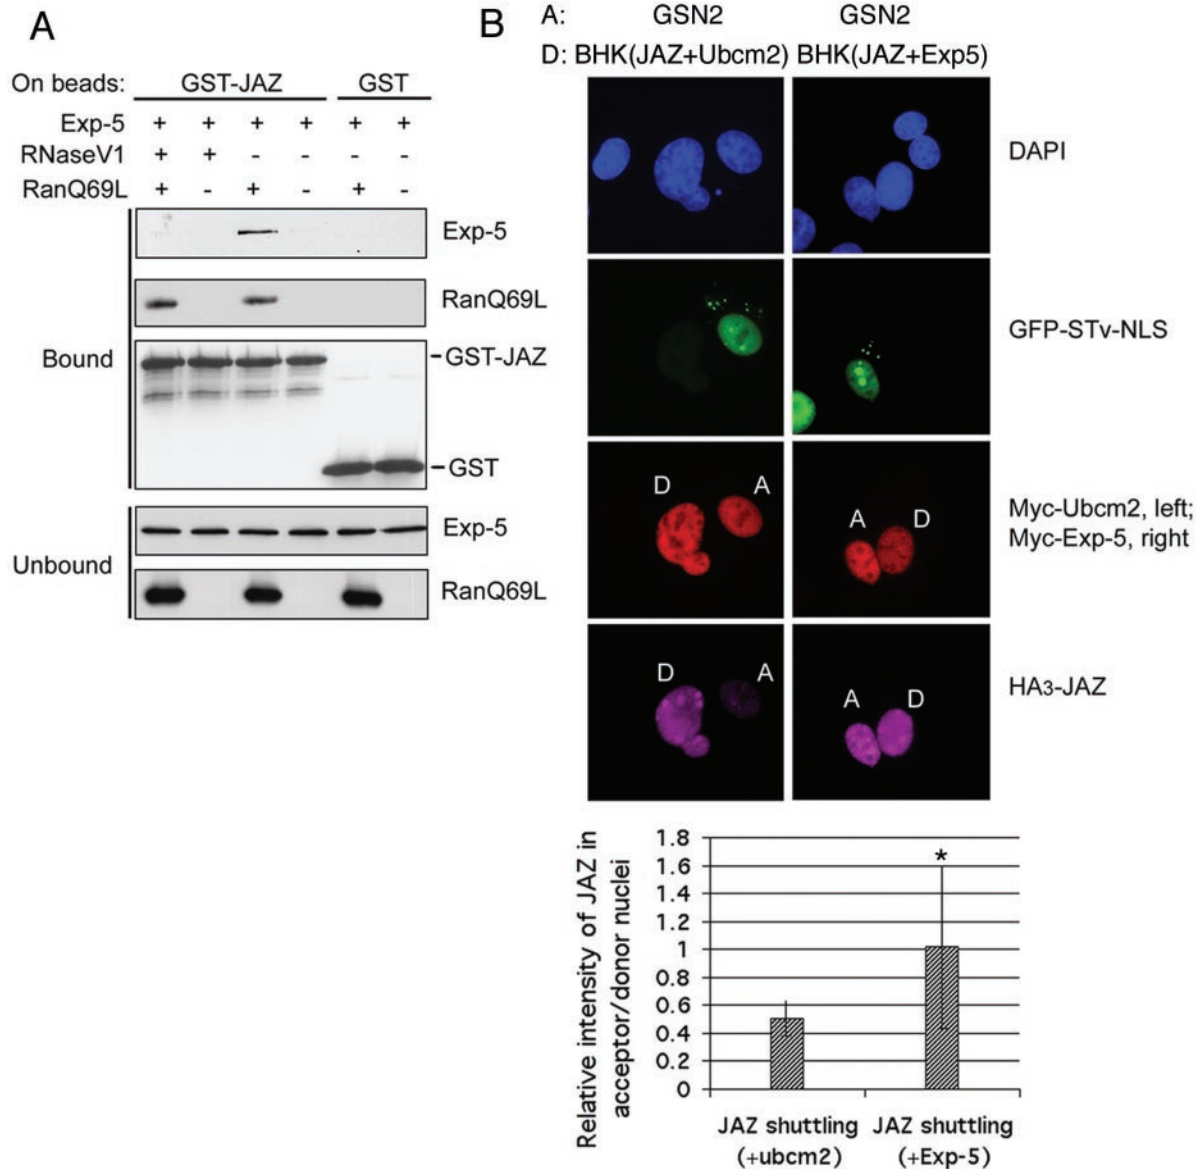 A
On beads: GST-JAZ GST
Exp-5 + + + + + +
RNaseV1 + + - - - -
RanQ69L + - + - + -
Exp-5
RanQ69L
Bound
GST-JAZ
GST
Exp-5
Unbound
RanQ69L
B
A: GSN2 GSN2
D: BHK(JAZ+Ubcm2) BHK(JAZ+Exp5)
DAPI
GFP-STv-NLS
D A
A D
Myc-Ubcm2, left;
Myc-Exp-5, right
D A
A D
HA3-JAZ
Relative intensity of JAZ in
acceptor/donor nuclei
1.8
1.6
1.4
1.2
1
0.8
0.6
0.4
0.2
0
*
JAZ shuttling
(+ubcm2)
JAZ shuttling
(+Exp-5)